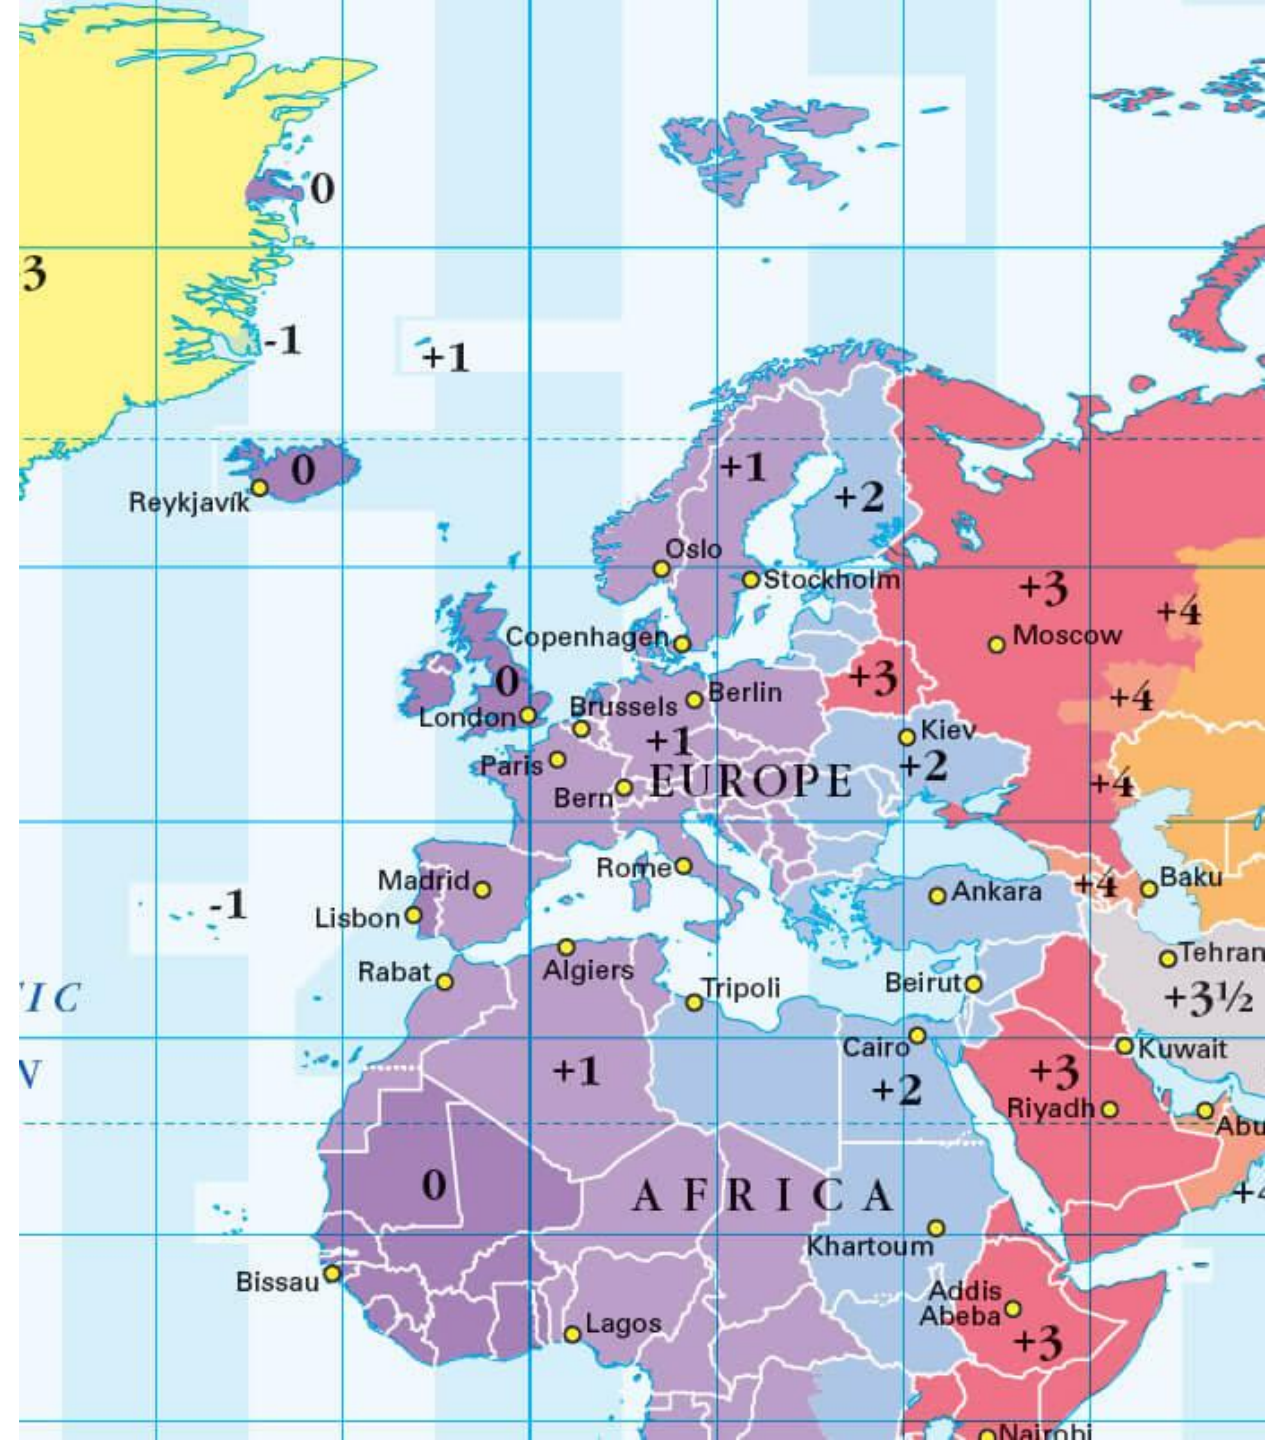 0
3
-1
+1
+1
0
+2
Reykjavík
Oslo
Stockholm
+3
+4
Copenhagen
Moscow
0
+3
+4
Berlin
Brussels
London
Kiev
+1
+2
Paris
EUROPE
+4
Bern
Rome
Madrid
+4
Baku
Ankara
-1
Lisbon
Tehran
Rabat
Algiers
Tripoli
Beirut
IC
+3½
Cairo
Kuwait
N
+1
+2
+3
Riyadh
Abu
0
AFRICA
+4
Khartoum
Bissau
Addis
Abeba
Lagos
+3
Nairobi